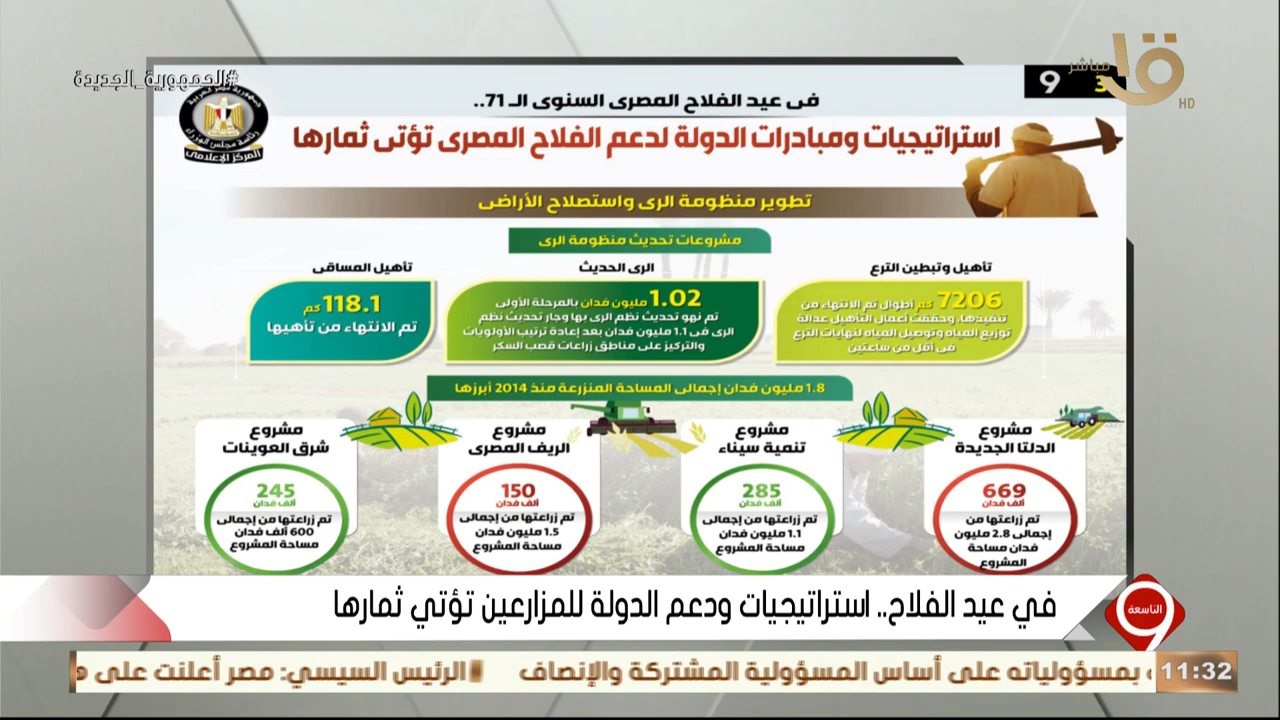 #الجمهورية_الجديدة
مباشر
HD
9
3
جمهورية مصر العربية
رئاسة مجلس الوزراء
المركز الإعلامى
فى عيد الفلاح المصرى السنوى الـ 71..
استراتيجيات ومبادرات الدولة لدعم الفلاح المصرى تؤتى ثمارها
تطوير منظومة الرى واستصلاح الأراضى
مشروعات تحديث منظومة الرى
تأهيل وتبطين الترع
7206 كم أطوال تم الانتهاء من
تنفيذها، وحققت أعمال التأهيل عدالة
توزيع المياه وتوصيل المياه لنهايات الترع
فى أقل من ساعتين
الرى الحديث
1.02 مليون فدان بالمرحلة الأولى
تم نهو تحديث نظم الرى بها وجار تحديث نظم
الرى فى 1.1 مليون فدان بعد إعادة ترتيب الأولويات
والتركيز على مناطق زراعات قصب السكر
تأهيل المساقى
118.1 كم
تم الانتهاء من تأهيها
1.8 مليون فدان إجمالى المساحة المنزرعة منذ 2014 أبرزها
مشروع
الدلتا الجديدة
669
ألف فدان
تم زراعتها من
إجمالى 2.8 مليون
فدان مساحة
المشروع
مشروع
تنمية سيناء
285
ألف فدان
تم زراعتها من إجمالى
1.1 مليون فدان
مساحة المشروع
مشروع
الريف المصرى
150
ألف فدان
تم زراعتها من إجمالى
1.5 مليون فدان
مساحة المشروع
مشروع
شرق العوينات
245
ألف فدان
تم زراعتها من إجمالى
600 ألف فدان
مساحة المشروع
التاسعة
في عيد الفلاح.. استراتيجيات ودعم الدولة للمزارعين تؤتي ثمارها
11:32
بمسؤولياته على أساس المسؤولية المشتركة والإنصاف الرئيس السيسي: مصر أعلنت على